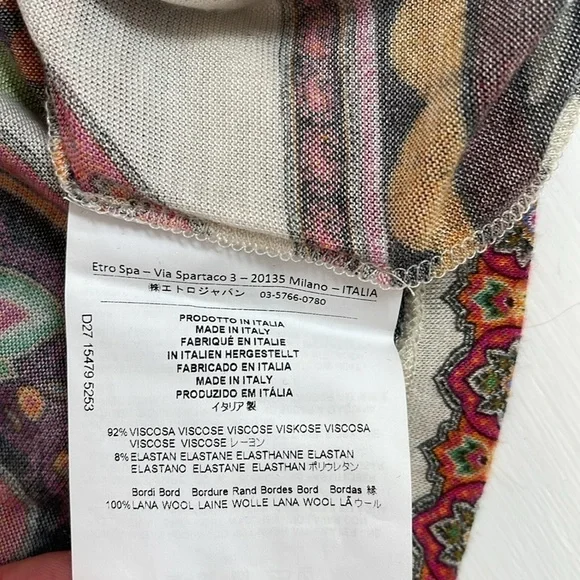 Etro Spa – Via Spartaco 3 – 20135 Milano – ITALIA
㈱エトロジャパン 03-5766-0780
PRODOTTO IN ITALIA
MADE IN ITALY
FABRIQUÉ EN ITALIE
IN ITALIEN HERGESTELLT
FABRICADO EN ITALIA
MADE IN ITALY
PRODUZIDO EM ITÁLIA
イタリア製
92% VISCOSA VISCOSE VISCOSE VISKOSE VISCOSA
VISCOSE VISCOSE レーヨン
8% ELASTAN ELASTANE ELASTHANNE ELASTAN
ELASTANO ELASTANE ELASTHAN ポリウレタン
Bordi Bord Bordure Rand Bordes Bord Bordas 縁
100% LANA WOOL LAINE WOLLE LANA WOOL LÃ ウール
D27 15479 5253